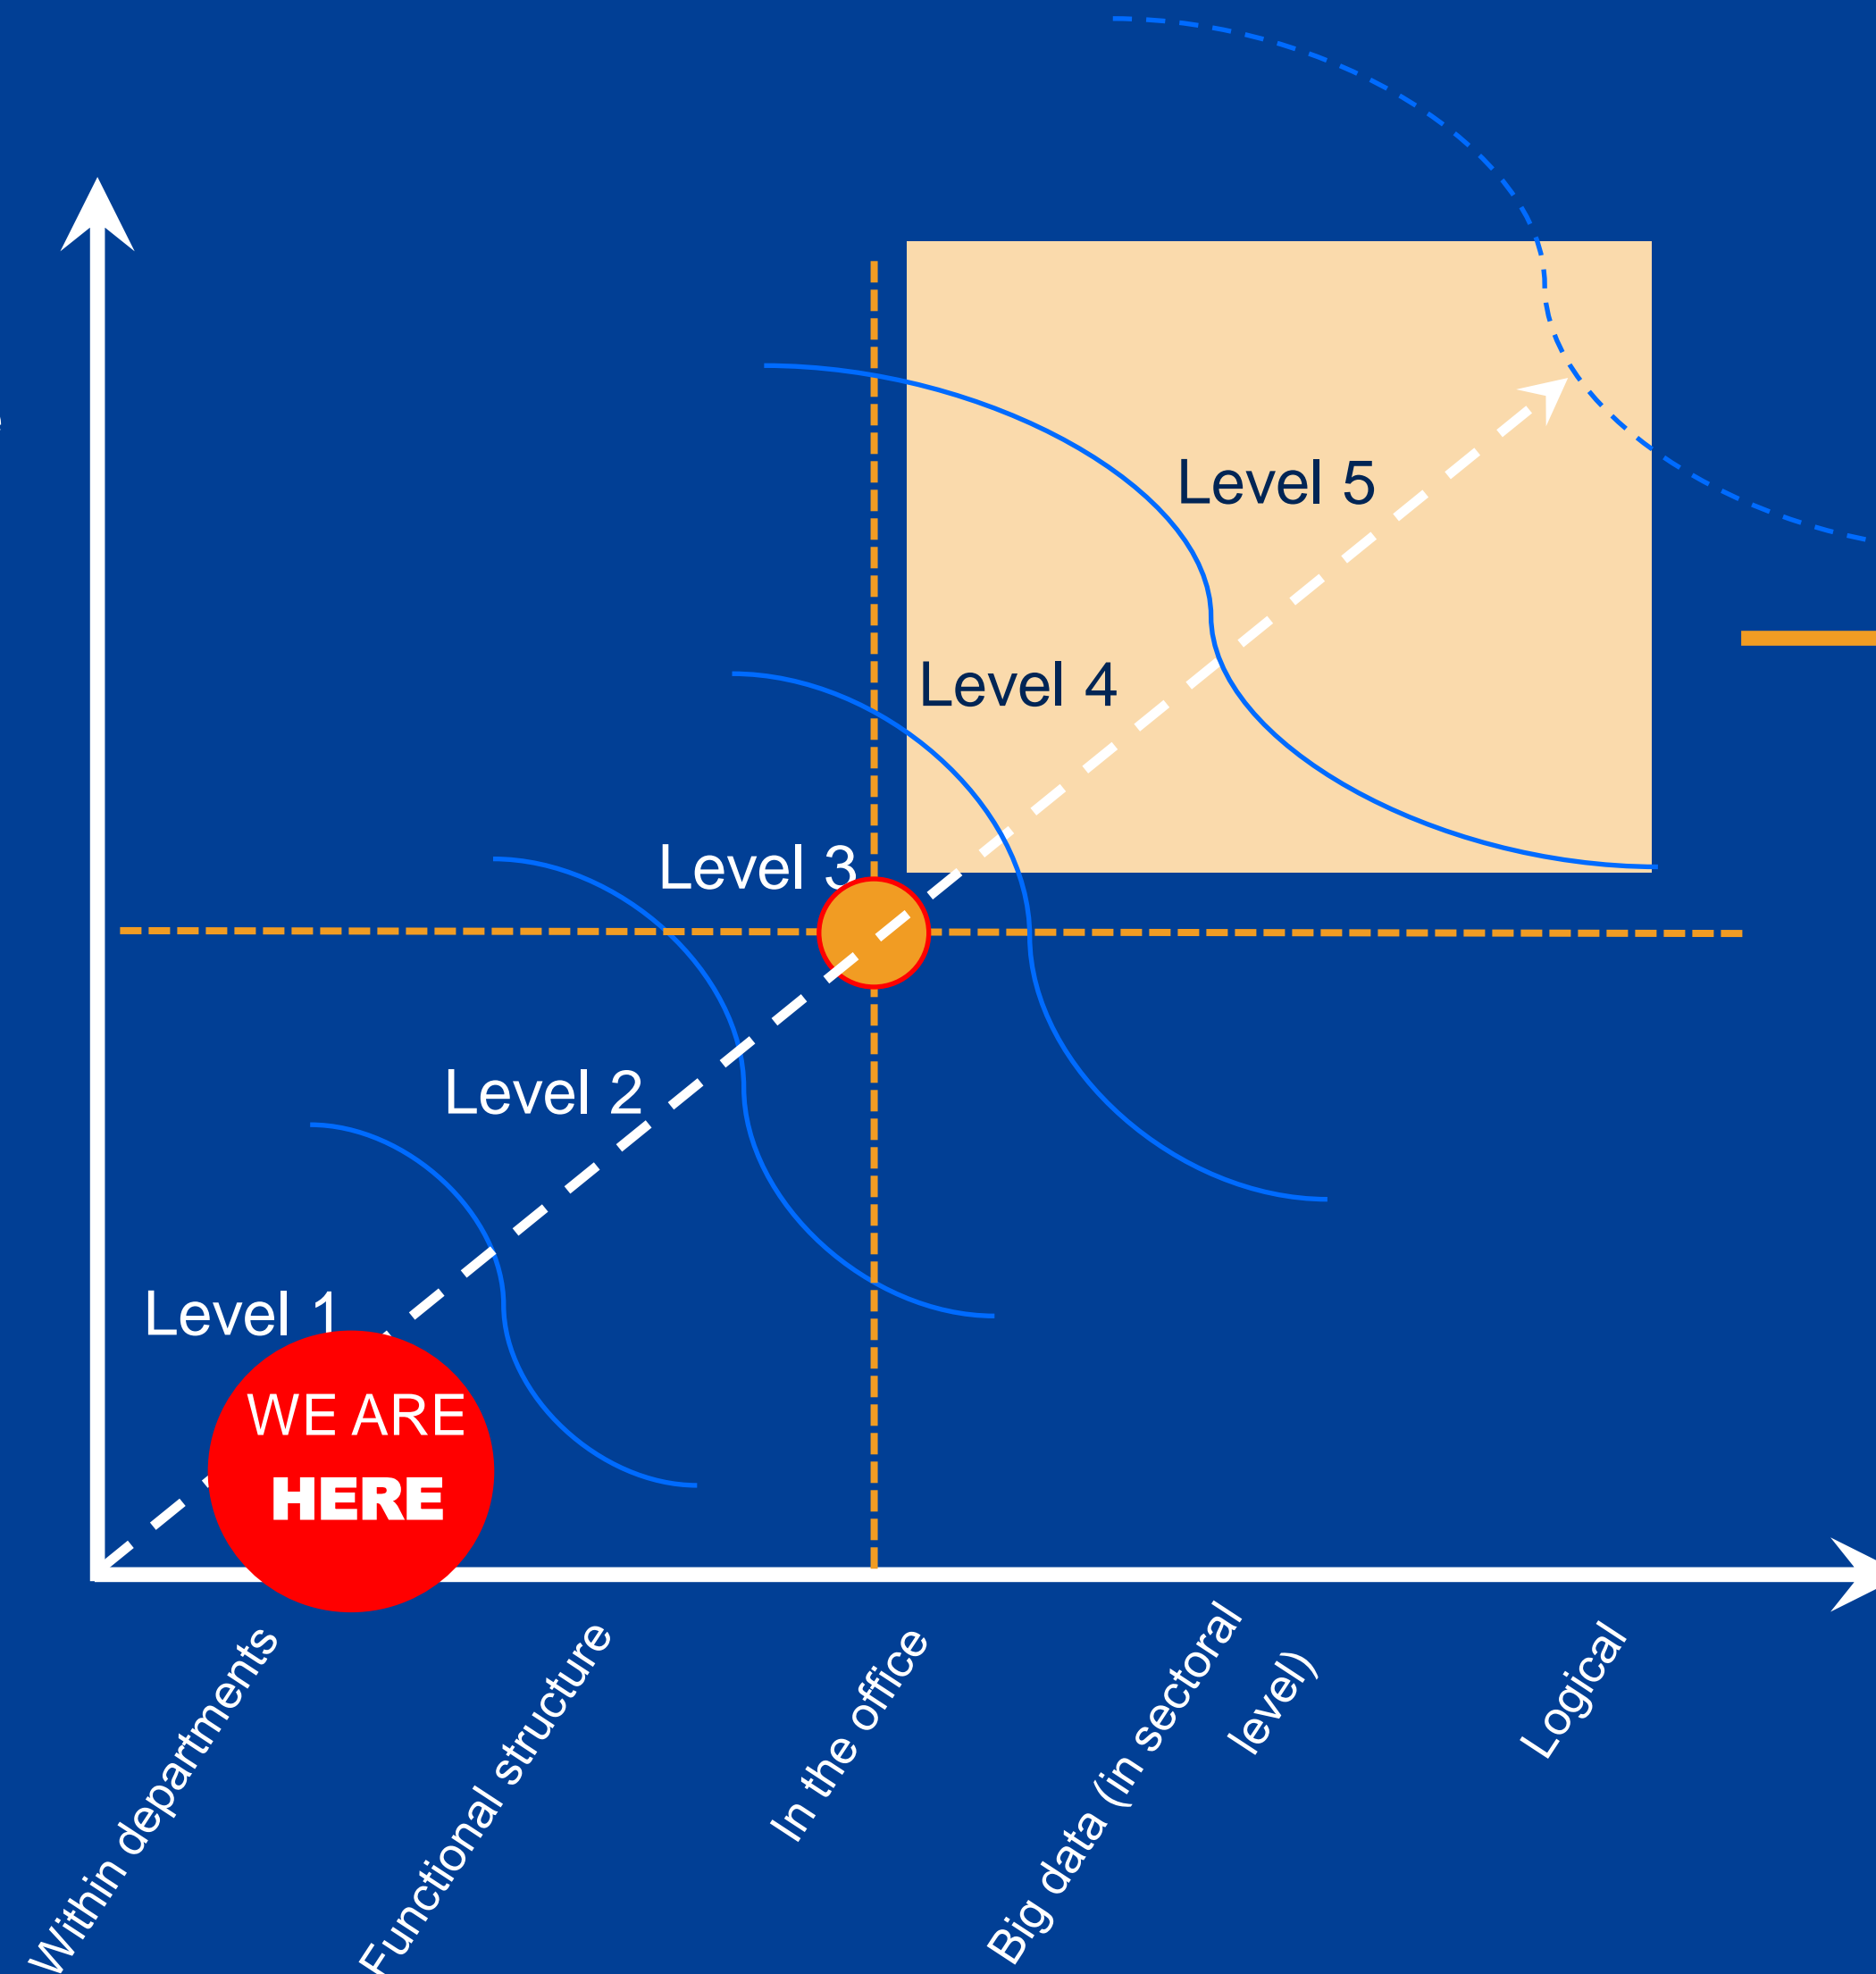 Level 5
Level 4
Level 3
Level 2
Level 1
WE ARE
HERE
Within departments
Functional structure
In the office
Big data (in sectoral
level)
Logical